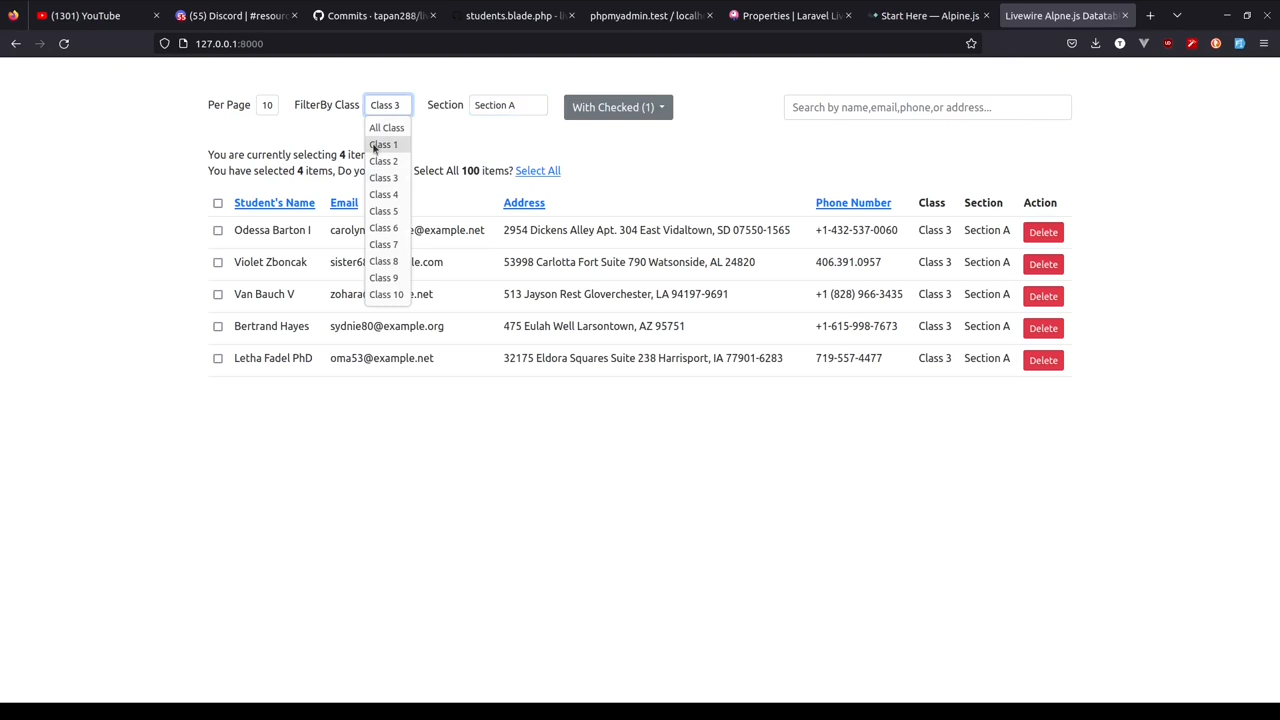 (1301) YouTube
(55) Discord | #resour
Commits · tapan288/li
students.blade.php - li
phpmyadmin.test / local
Properties | Laravel Li
Start Here — Alpine.js
Livewire Alpne.js Datatab
127.0.0.1:8000
Per Page 10 FilterBy Class Class 3 Section Section A With Checked (1) Search by name,email,phone,or address...
All Class
Class 1
Class 2
Class 3
Class 4
Class 5
Class 6
Class 7
Class 8
Class 9
Class 10
You are currently selecting 4 iter
You have selected 4 items, Do yo Select All 100 items? Select All
Student's Name Email Address Phone Number Class Section Action
Odessa Barton I carolyn e@example.net 2954 Dickens Alley Apt. 304 East Vidaltown, SD 07550-1565 +1-432-537-0060 Class 3 Section A Delete
Violet Zboncak sister6 le.com 53998 Carlotta Fort Suite 790 Watsonside, AL 24820 406.391.0957 Class 3 Section A Delete
Van Bauch V zohara e.net 513 Jayson Rest Gloverchester, LA 94197-9691 +1 (828) 966-3435 Class 3 Section A Delete
Bertrand Hayes sydnie80@example.org 475 Eulah Well Larsontown, AZ 95751 +1-615-998-7673 Class 3 Section A Delete
Letha Fadel PhD oma53@example.net 32175 Eldora Squares Suite 238 Harrisport, IA 77901-6283 719-557-4477 Class 3 Section A Delete